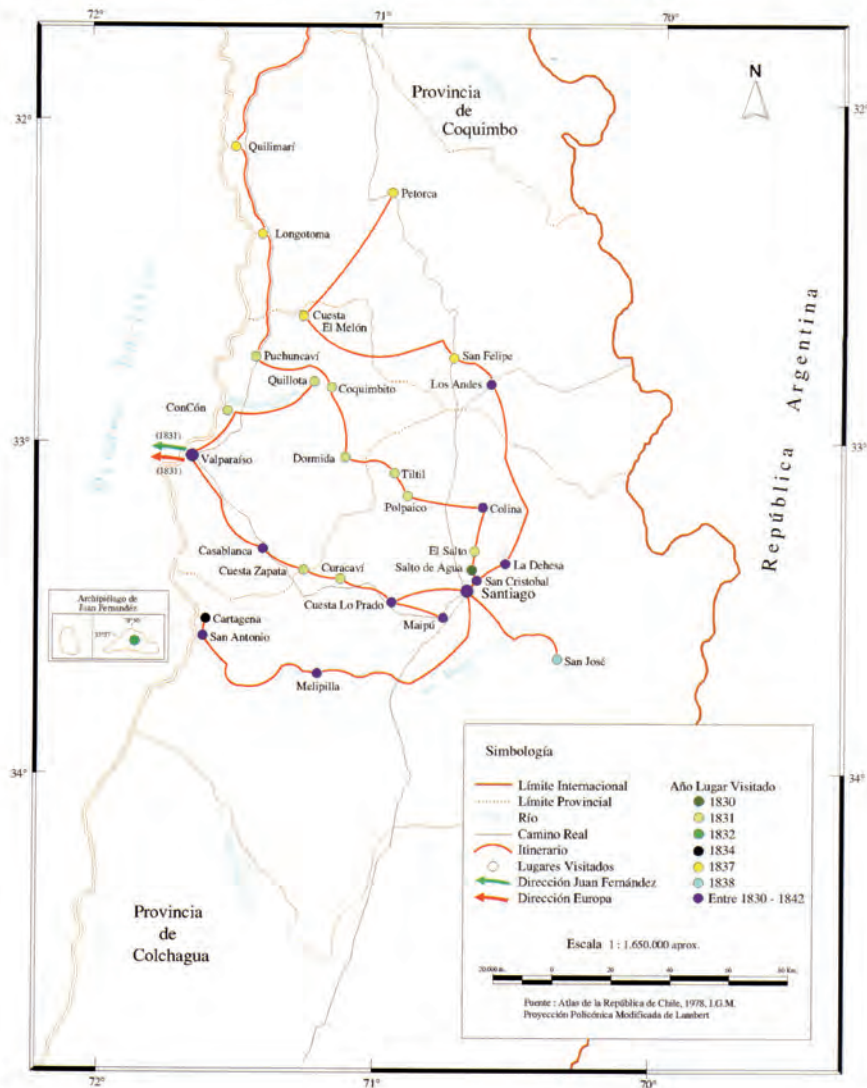 72°
71°
70°
N
Provincia
de
Coquimbo
32°
32°
Quilimarí
Petorca
Longotoma
Cuesta
El Melón
República Argentina
Puchuncaví
San Felipe
Quillota
Coquimbito
Los Andes
ConCón
33°
33°
(1831)
Valparaíso
(1831)
Dormida
Tiltil
Polpaico
Colina
Casablanca
El Salto
Cuesta Zapata
Curacaví
Salto de Agua
La Dehesa
San Cristobal
Santiago
Cuesta Lo Prado
Maipú
Archipiélago de
Juan Fernández
Cartagena
San Antonio
San José
Melipilla
34°
34°
Simbología
Límite Internacional
Límite Provincial
Río
Camino Real
Itinerario
Lugares Visitados
Dirección Juan Fernández
Dirección Europa
Año Lugar Visitado
1830
1831
1832
1834
1837
1838
Entre 1830 - 1842
Provincia
de
Colchagua
Escala 1 : 1.650.000 aprox.
20.000 m. 0 20 40 60 80 Km.
Fuente : Atlas de la República de Chile, 1978, I.G.M.
Proyección Policónica Modificada de Lambert
72°
71°
70°